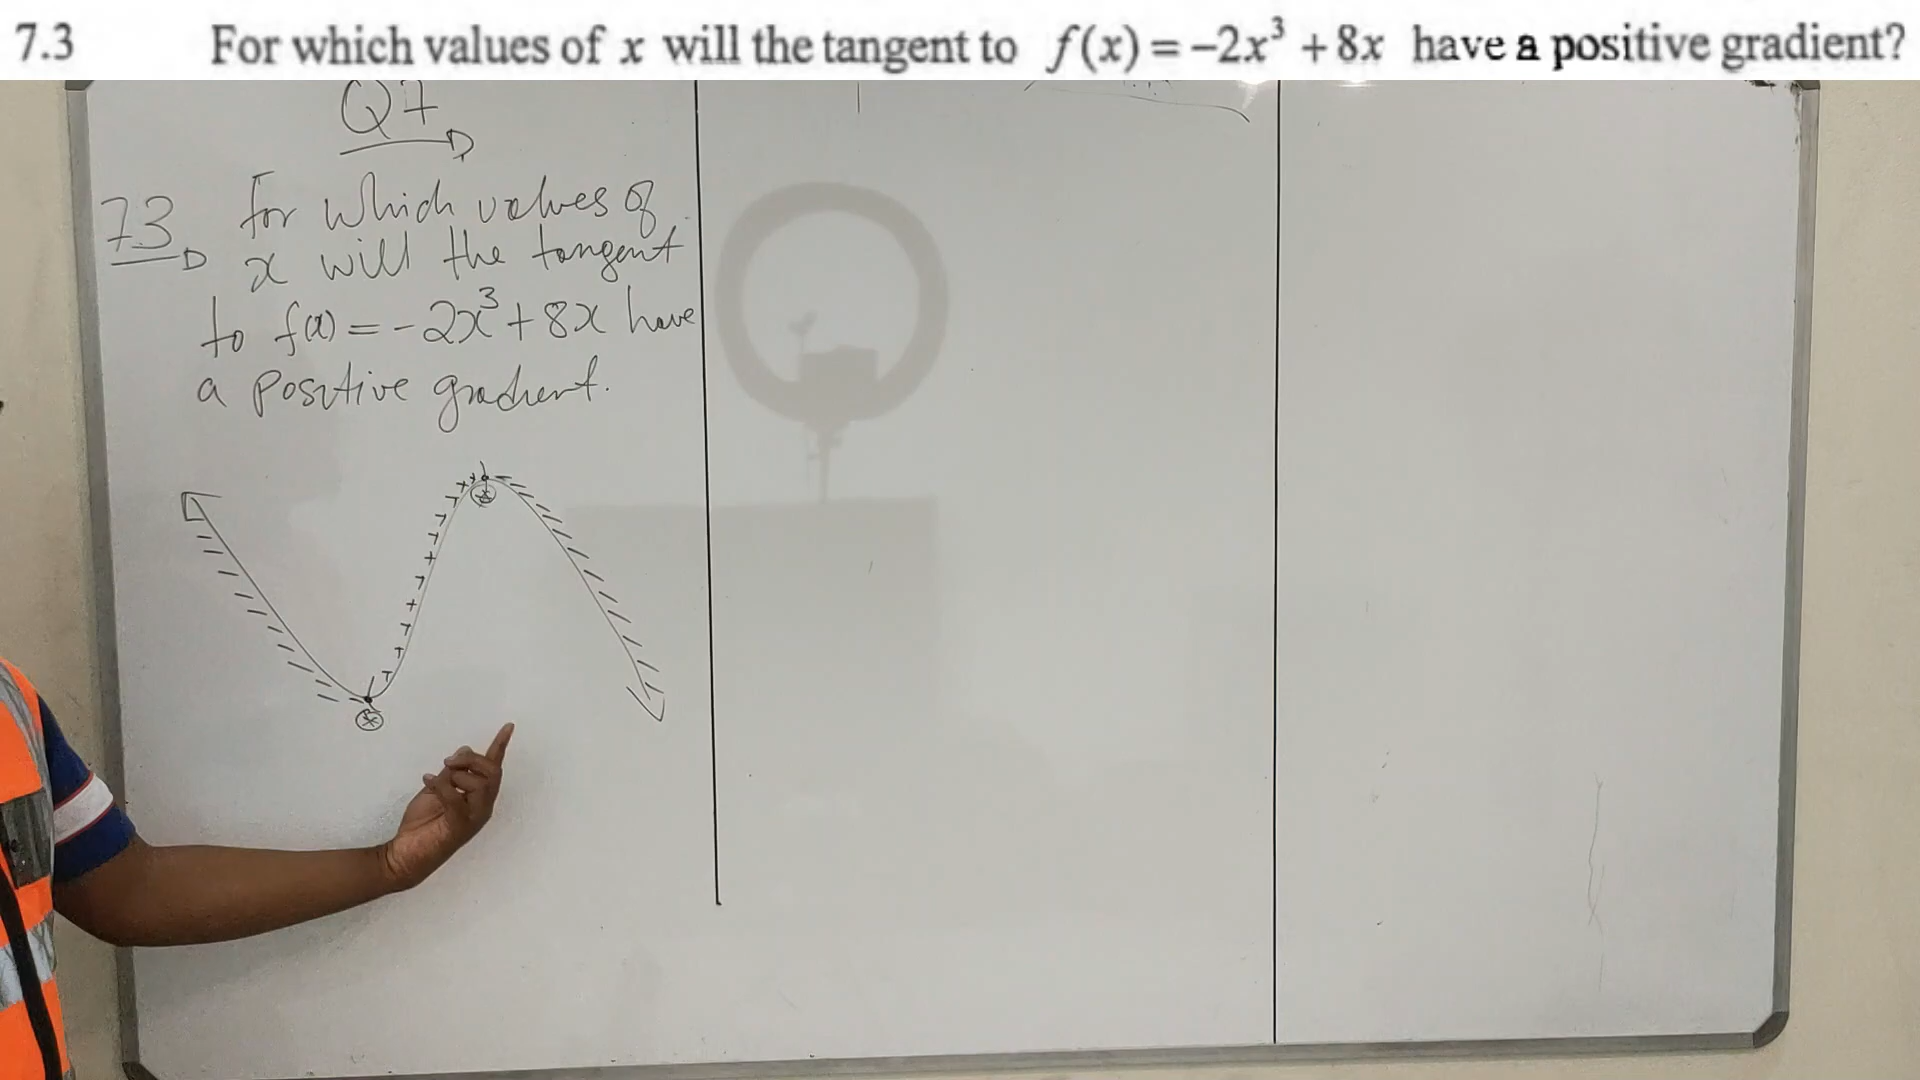 7.3 For which values of x will the tangent to f(x) = −2x³ + 8x have a positive gradient?
Q7
7.3 For which values of
x will the tangent
to f(x) = -2x³ + 8x have
a positive gradient.